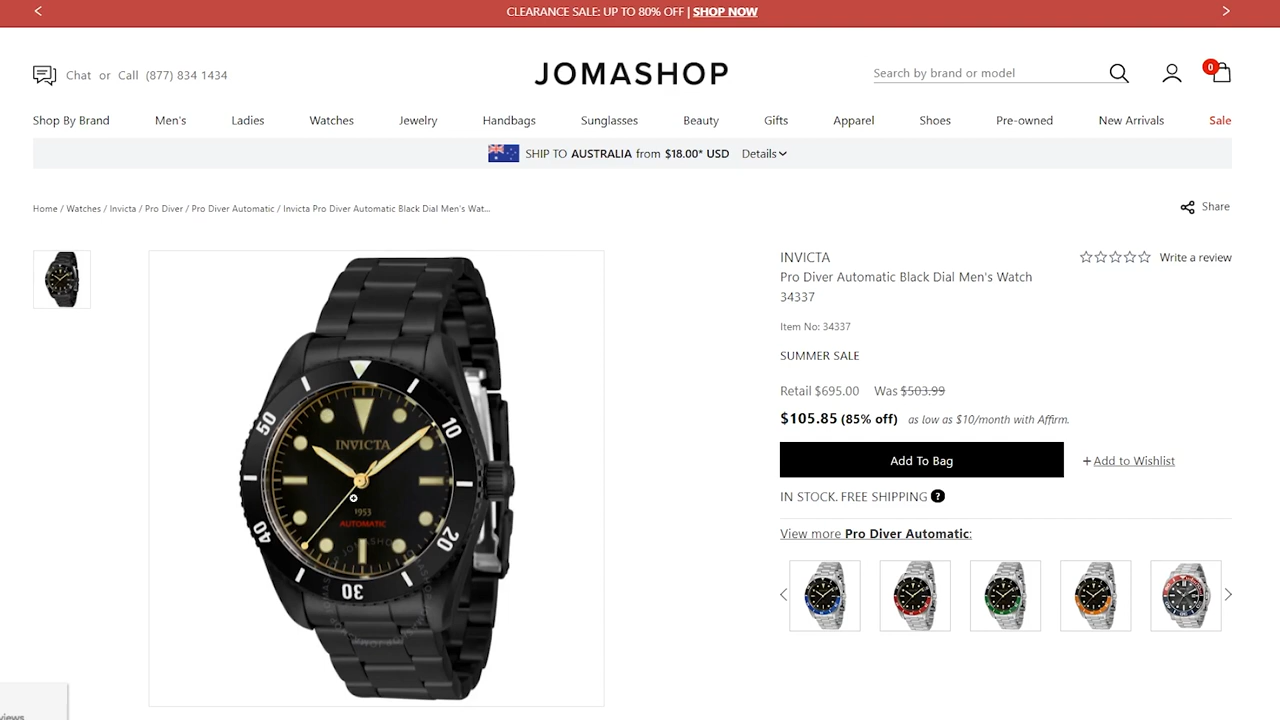 CLEARANCE SALE: UP TO 80% OFF | SHOP NOW
Chat or Call (877) 834 1434
JOMASHOP
Search by brand or model
0
Shop By Brand Men's Ladies Watches Jewelry Handbags Sunglasses Beauty Gifts Apparel Shoes Pre-owned New Arrivals Sale
SHIP TO AUSTRALIA from $18.00* USD Details
Home / Watches / Invicta / Pro Diver / Pro Diver Automatic / Invicta Pro Diver Automatic Black Dial Men's Wat...
Share
INVICTA
Write a review
Pro Diver Automatic Black Dial Men's Watch
34337
Item No: 34337
SUMMER SALE
Retail $695.00 Was $503.99
$105.85 (85% off) as low as $10/month with Affirm.
Add To Bag
+ Add to Wishlist
IN STOCK. FREE SHIPPING ?
View more Pro Diver Automatic:
50
10
INVICTA
1953
AUTOMATIC
40
20
30